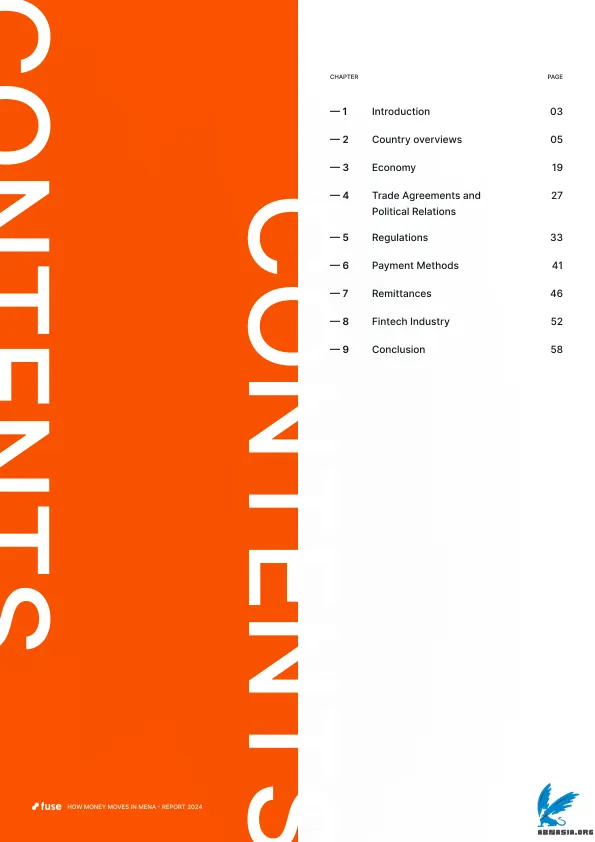 CONTENTS
CONTENTS
CHAPTER PAGE
— 1 Introduction 03
— 2 Country overviews 05
— 3 Economy 19
— 4 Trade Agreements and 27
Political Relations
— 5 Regulations 33
— 6 Payment Methods 41
— 7 Remittances 46
— 8 Fintech Industry 52
— 9 Conclusion 58
fuse HOW MONEY MOVES IN MENA - REPORT 2024
ABNASIA.ORG